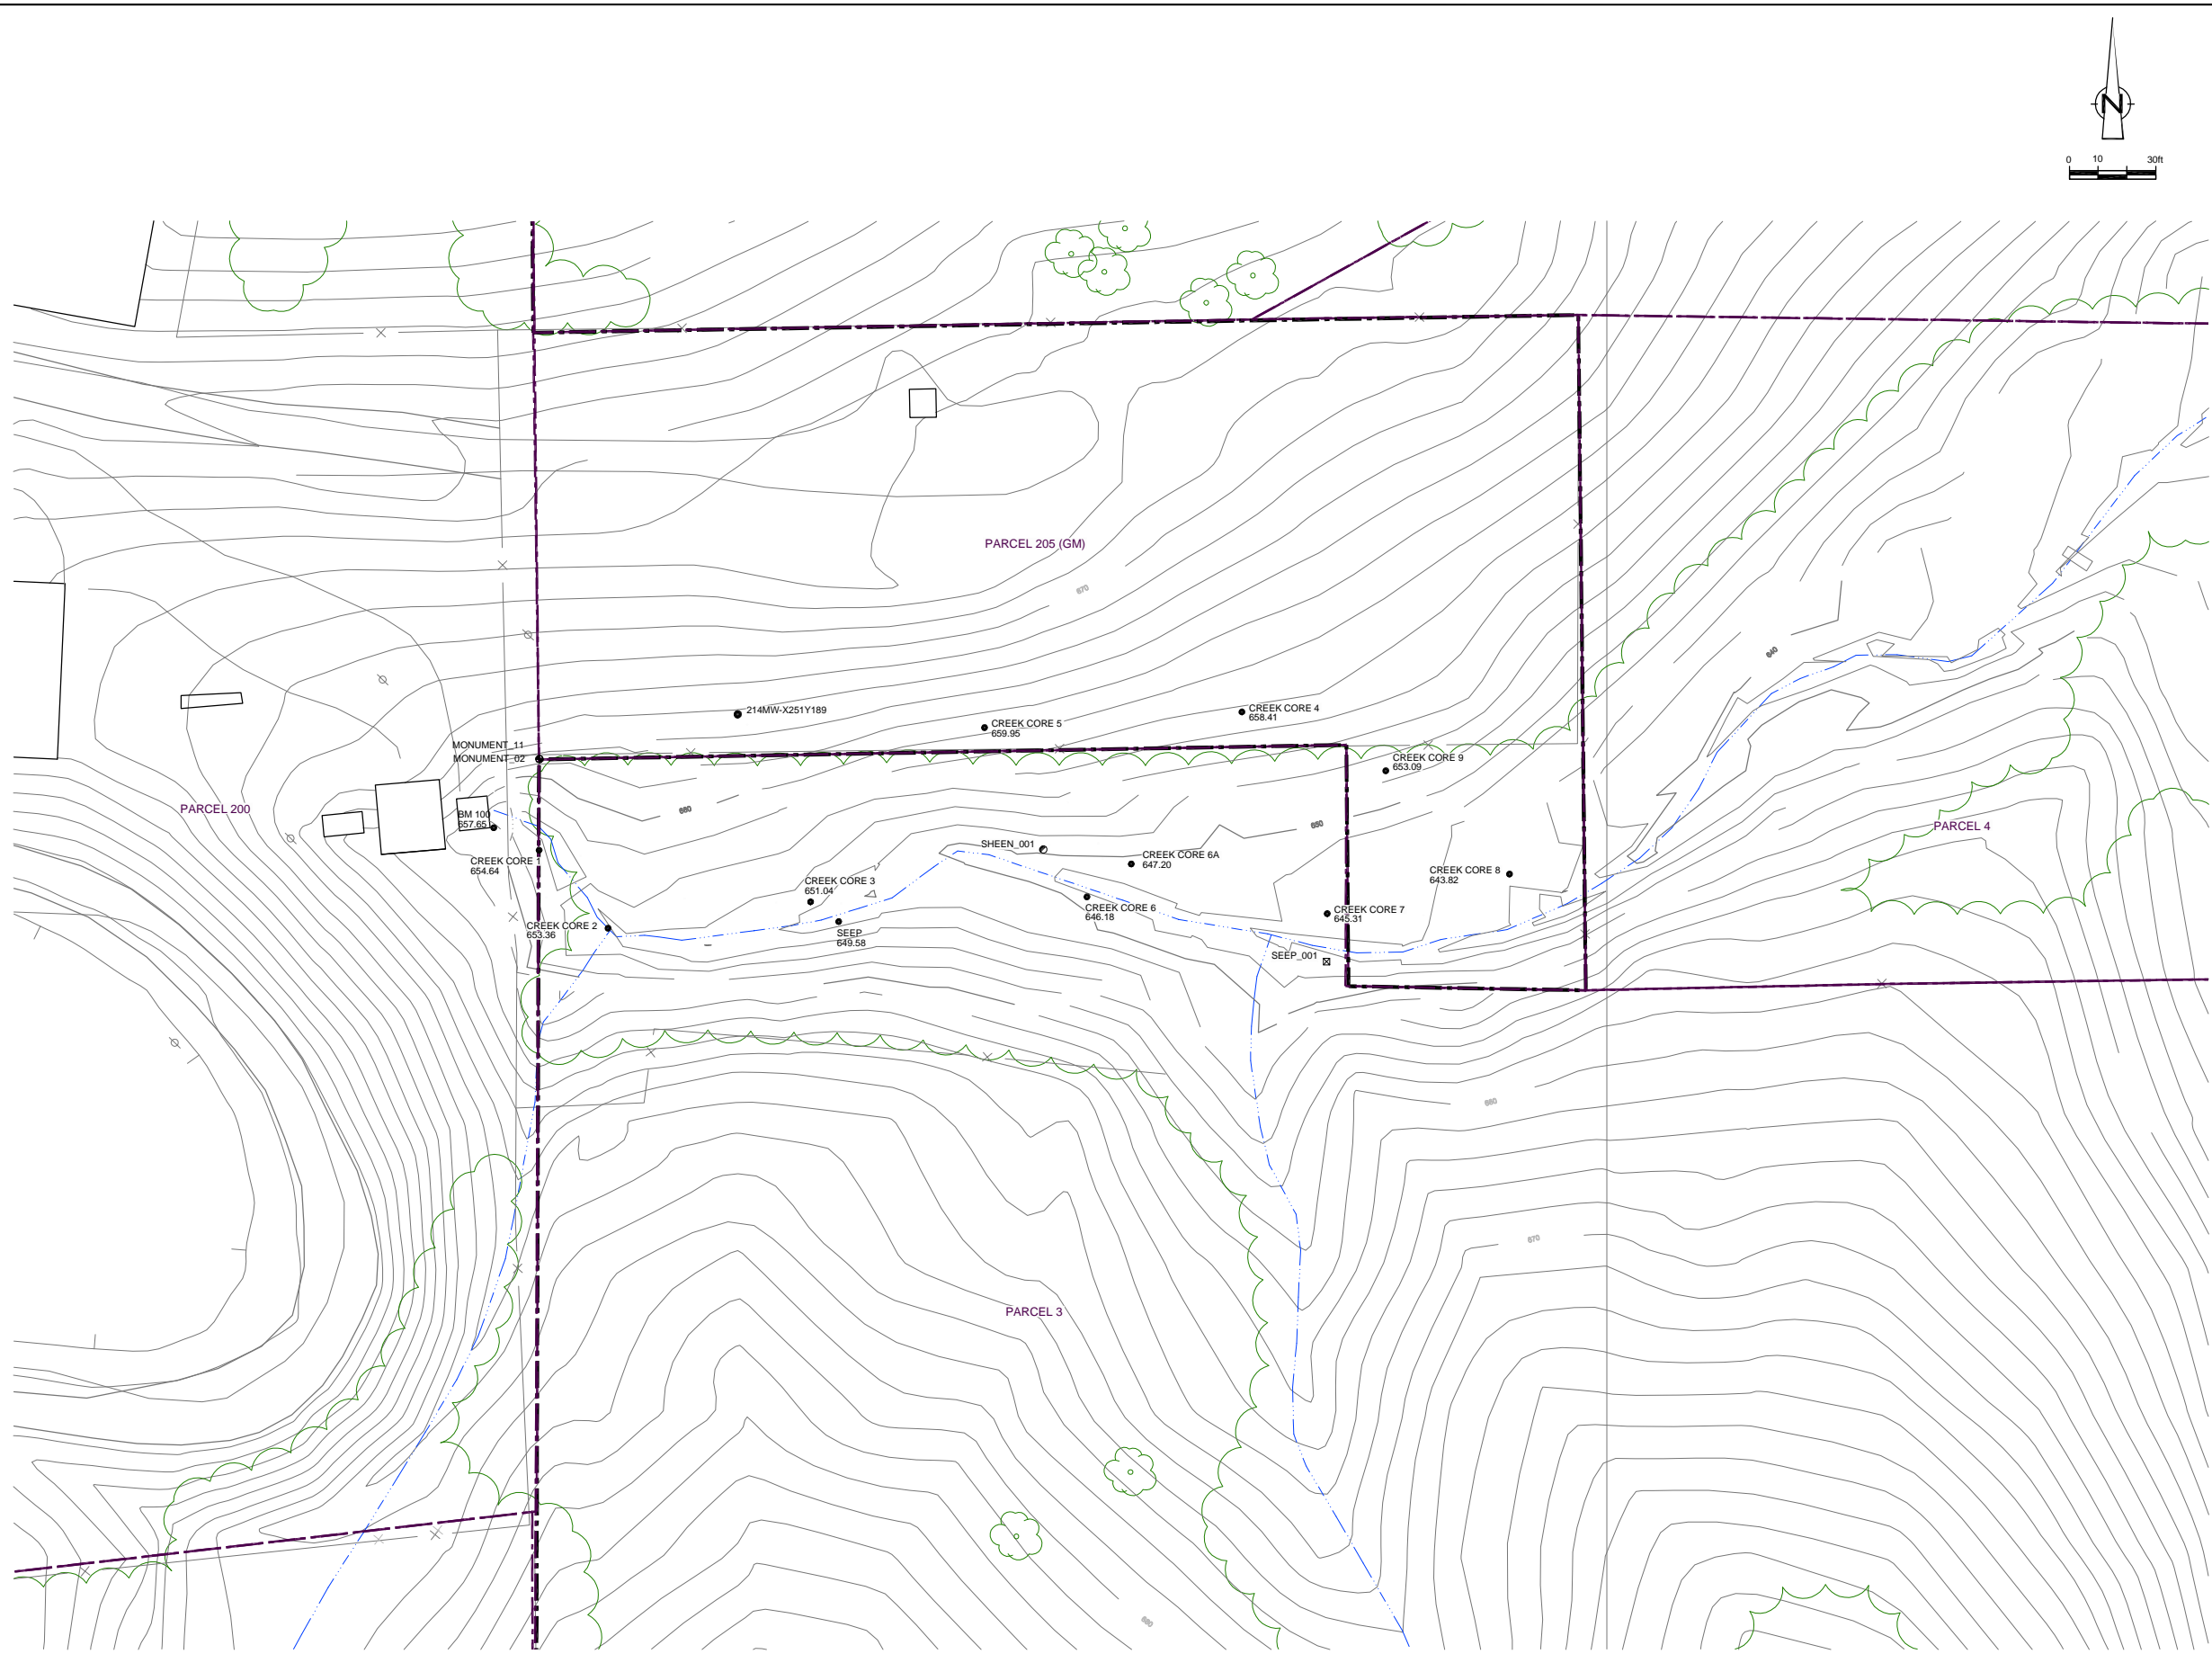 N
0 10 30ft
PARCEL 205 (GM)
670
640
214MW-X251Y189
CREEK CORE 4
658.41
CREEK CORE 5
659.95
MONUMENT_11
MONUMENT_02
CREEK CORE 9
653.09
PARCEL 200
660
BM 100
657.65
650
PARCEL 4
SHEEN_001
CREEK CORE 1
654.64
CREEK CORE 6A
647.20
CREEK CORE 8
643.82
CREEK CORE 3
651.04
CREEK CORE 6
646.18
CREEK CORE 7
645.31
CREEK CORE 2
653.36
SEEP
649.58
SEEP_001
660
670
PARCEL 3
680